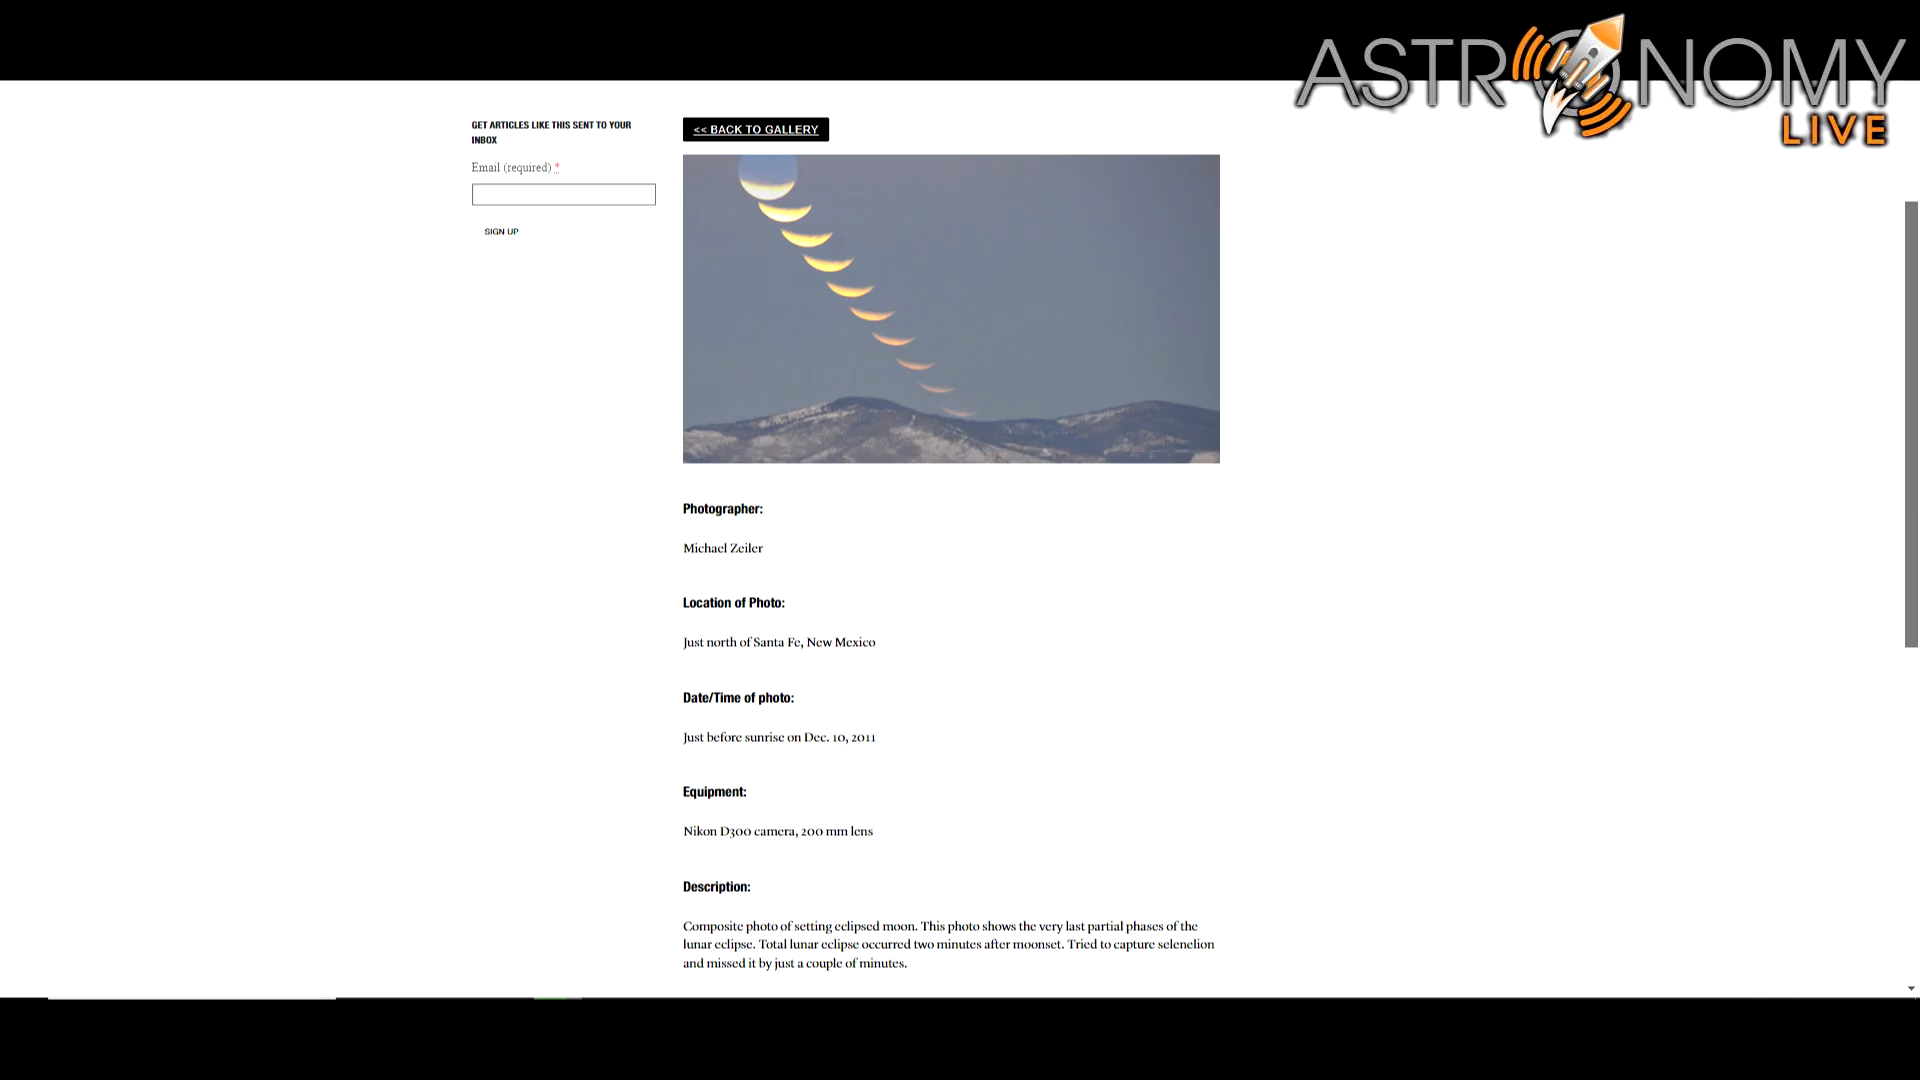 ASTRONOMY
LIVE
GET ARTICLES LIKE THIS SENT TO YOUR
INBOX
Email (required) *
SIGN UP
<< BACK TO GALLERY
Photographer:
Michael Zeiler
Location of Photo:
Just north of Santa Fe, New Mexico
Date/Time of photo:
Just before sunrise on Dec. 10, 2011
Equipment:
Nikon D300 camera, 200 mm lens
Description:
Composite photo of setting eclipsed moon. This photo shows the very last partial phases of the
lunar eclipse. Total lunar eclipse occurred two minutes after moonset. Tried to capture selenelion
and missed it by just a couple of minutes.